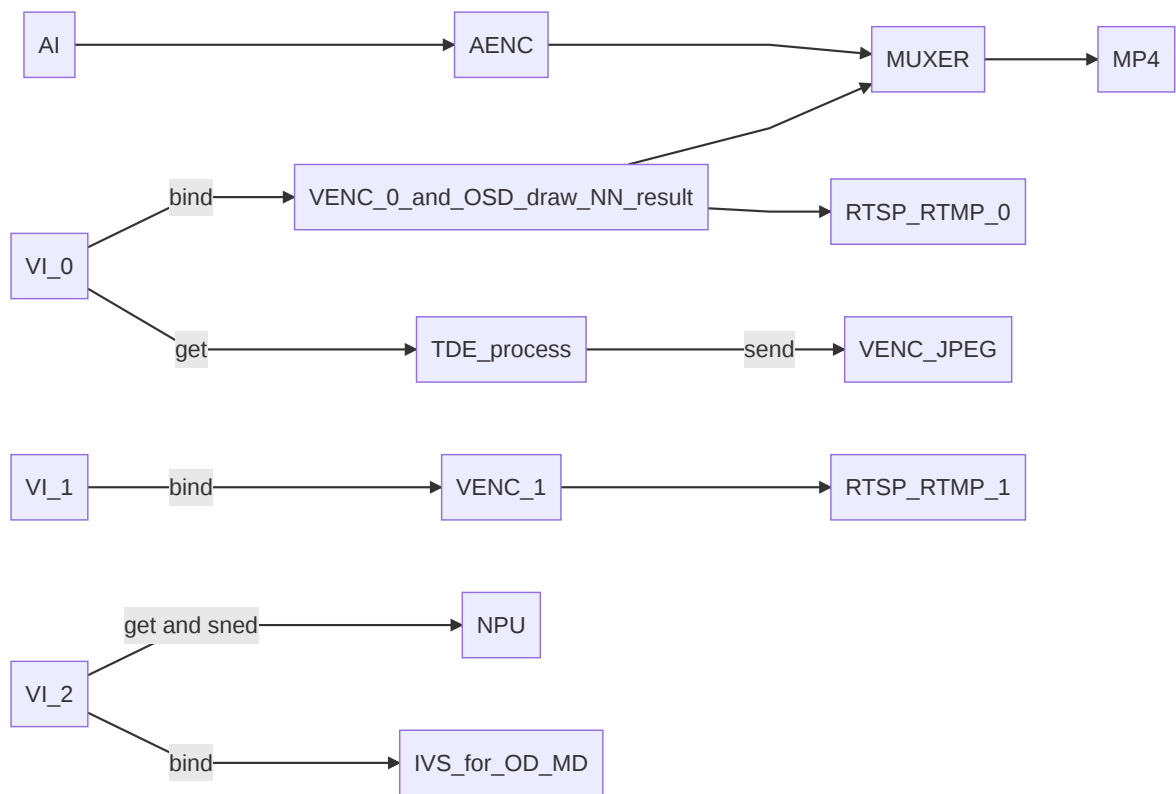 AI
AENC
MUXER
MP4
bind
VENC_0_and_OSD_draw_NN_result
RTSP_RTMP_0
VI_0
get
TDE_process
send
VENC_JPEG
VI_1
bind
VENC_1
RTSP_RTMP_1
get and sned
NPU
VI_2
bind
IVS_for_OD_MD